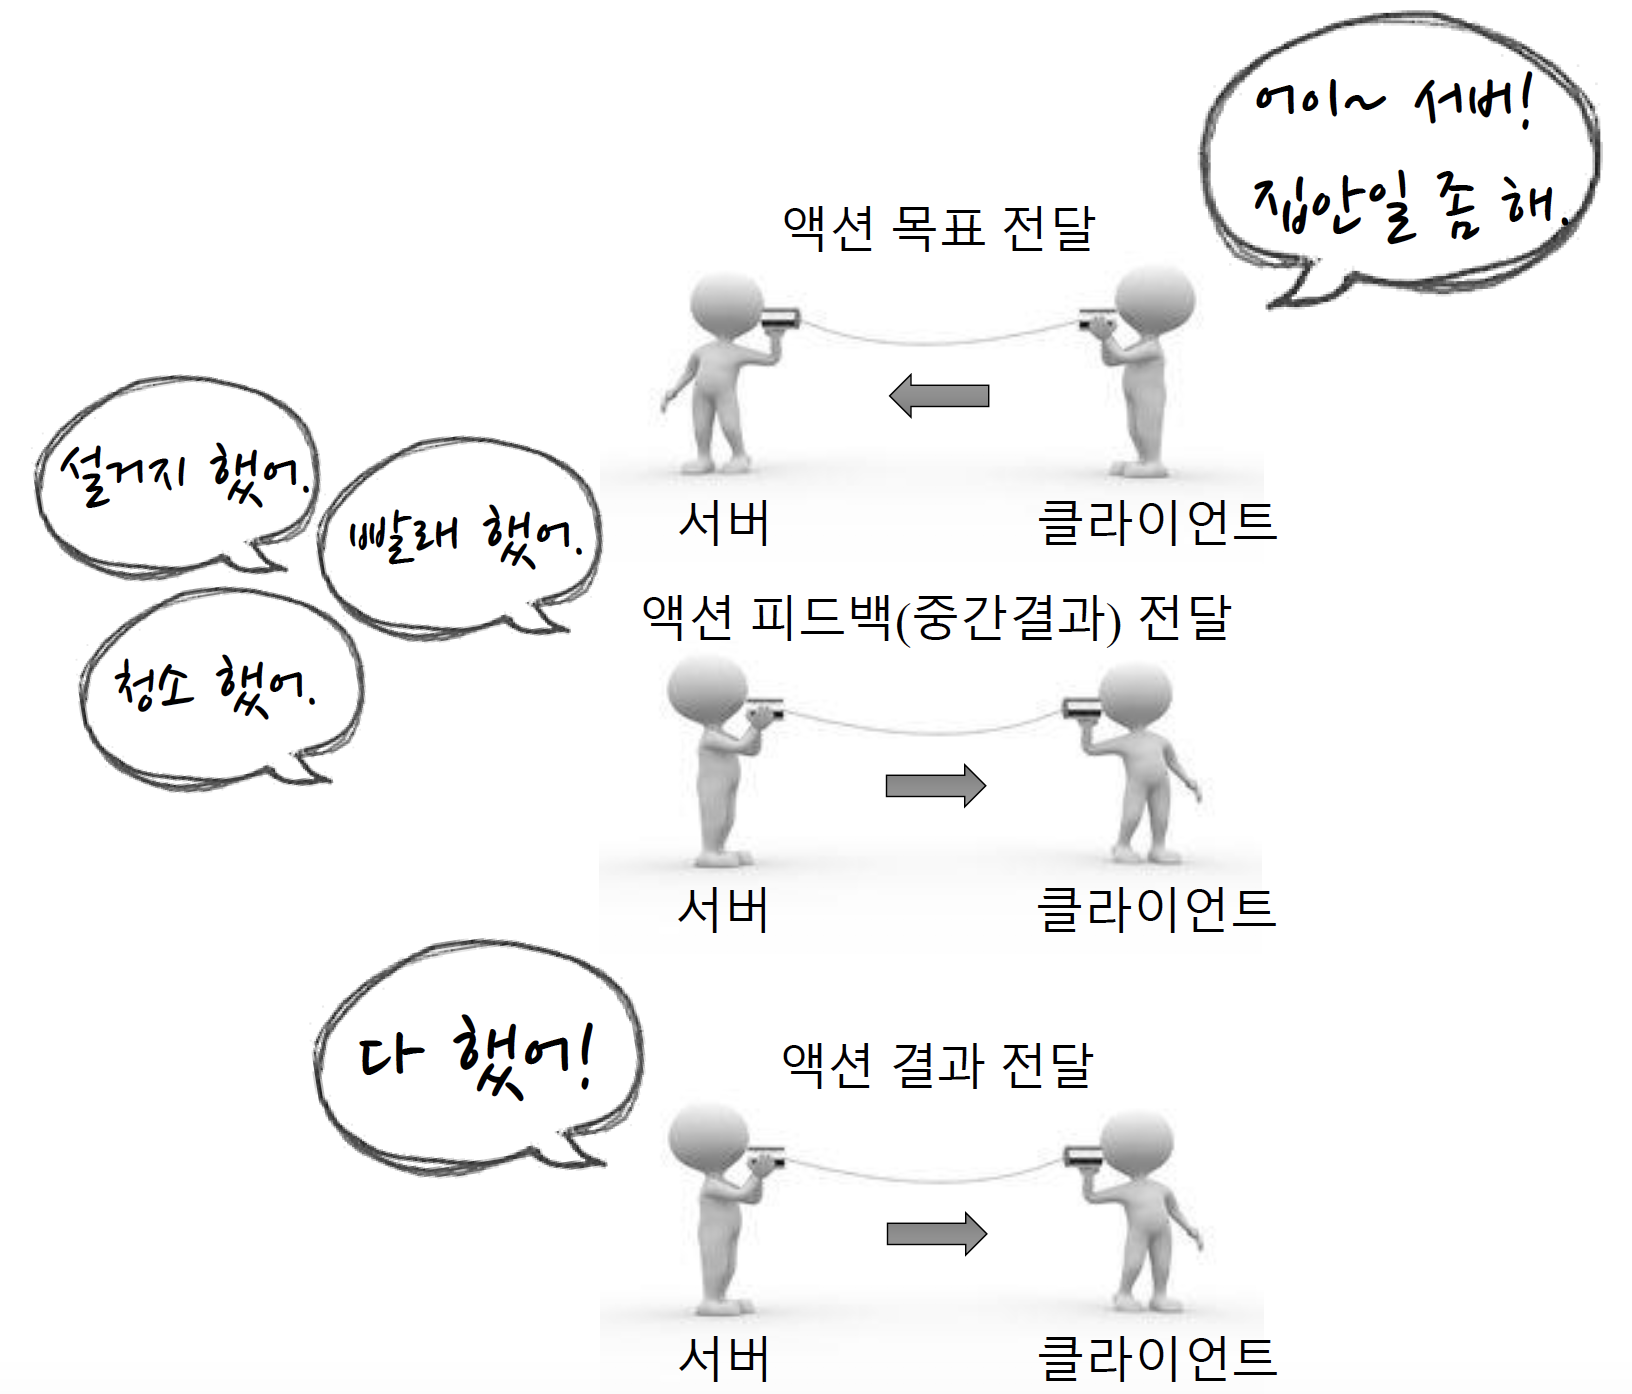 어이~ 서버!
집안일 좀 해.
액션 목표 전달
서버
클라이언트
설거지 했어.
빨래 했어.
청소 했어.
액션 피드백(중간결과) 전달
서버
클라이언트
다 했어!
액션 결과 전달
서버
클라이언트